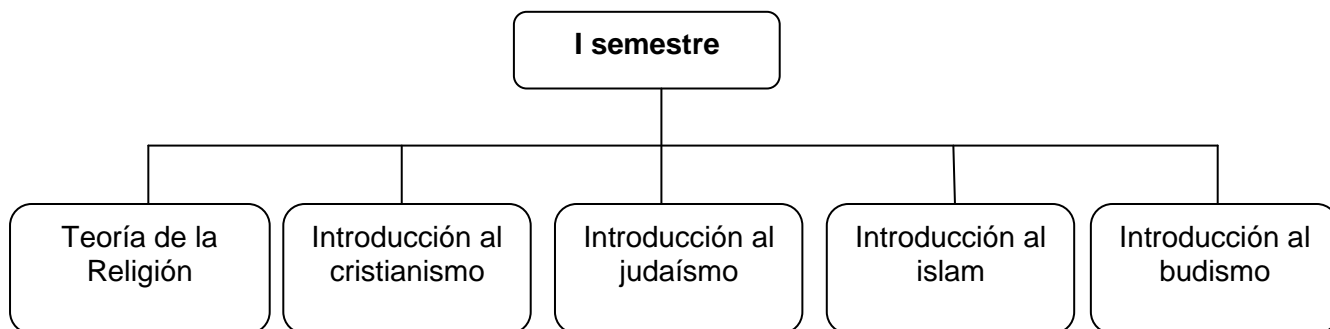 I semestre
Teoría de la
Religión
Introducción al
cristianismo
Introducción al
judaísmo
Introducción al
islam
Introducción al
budismo